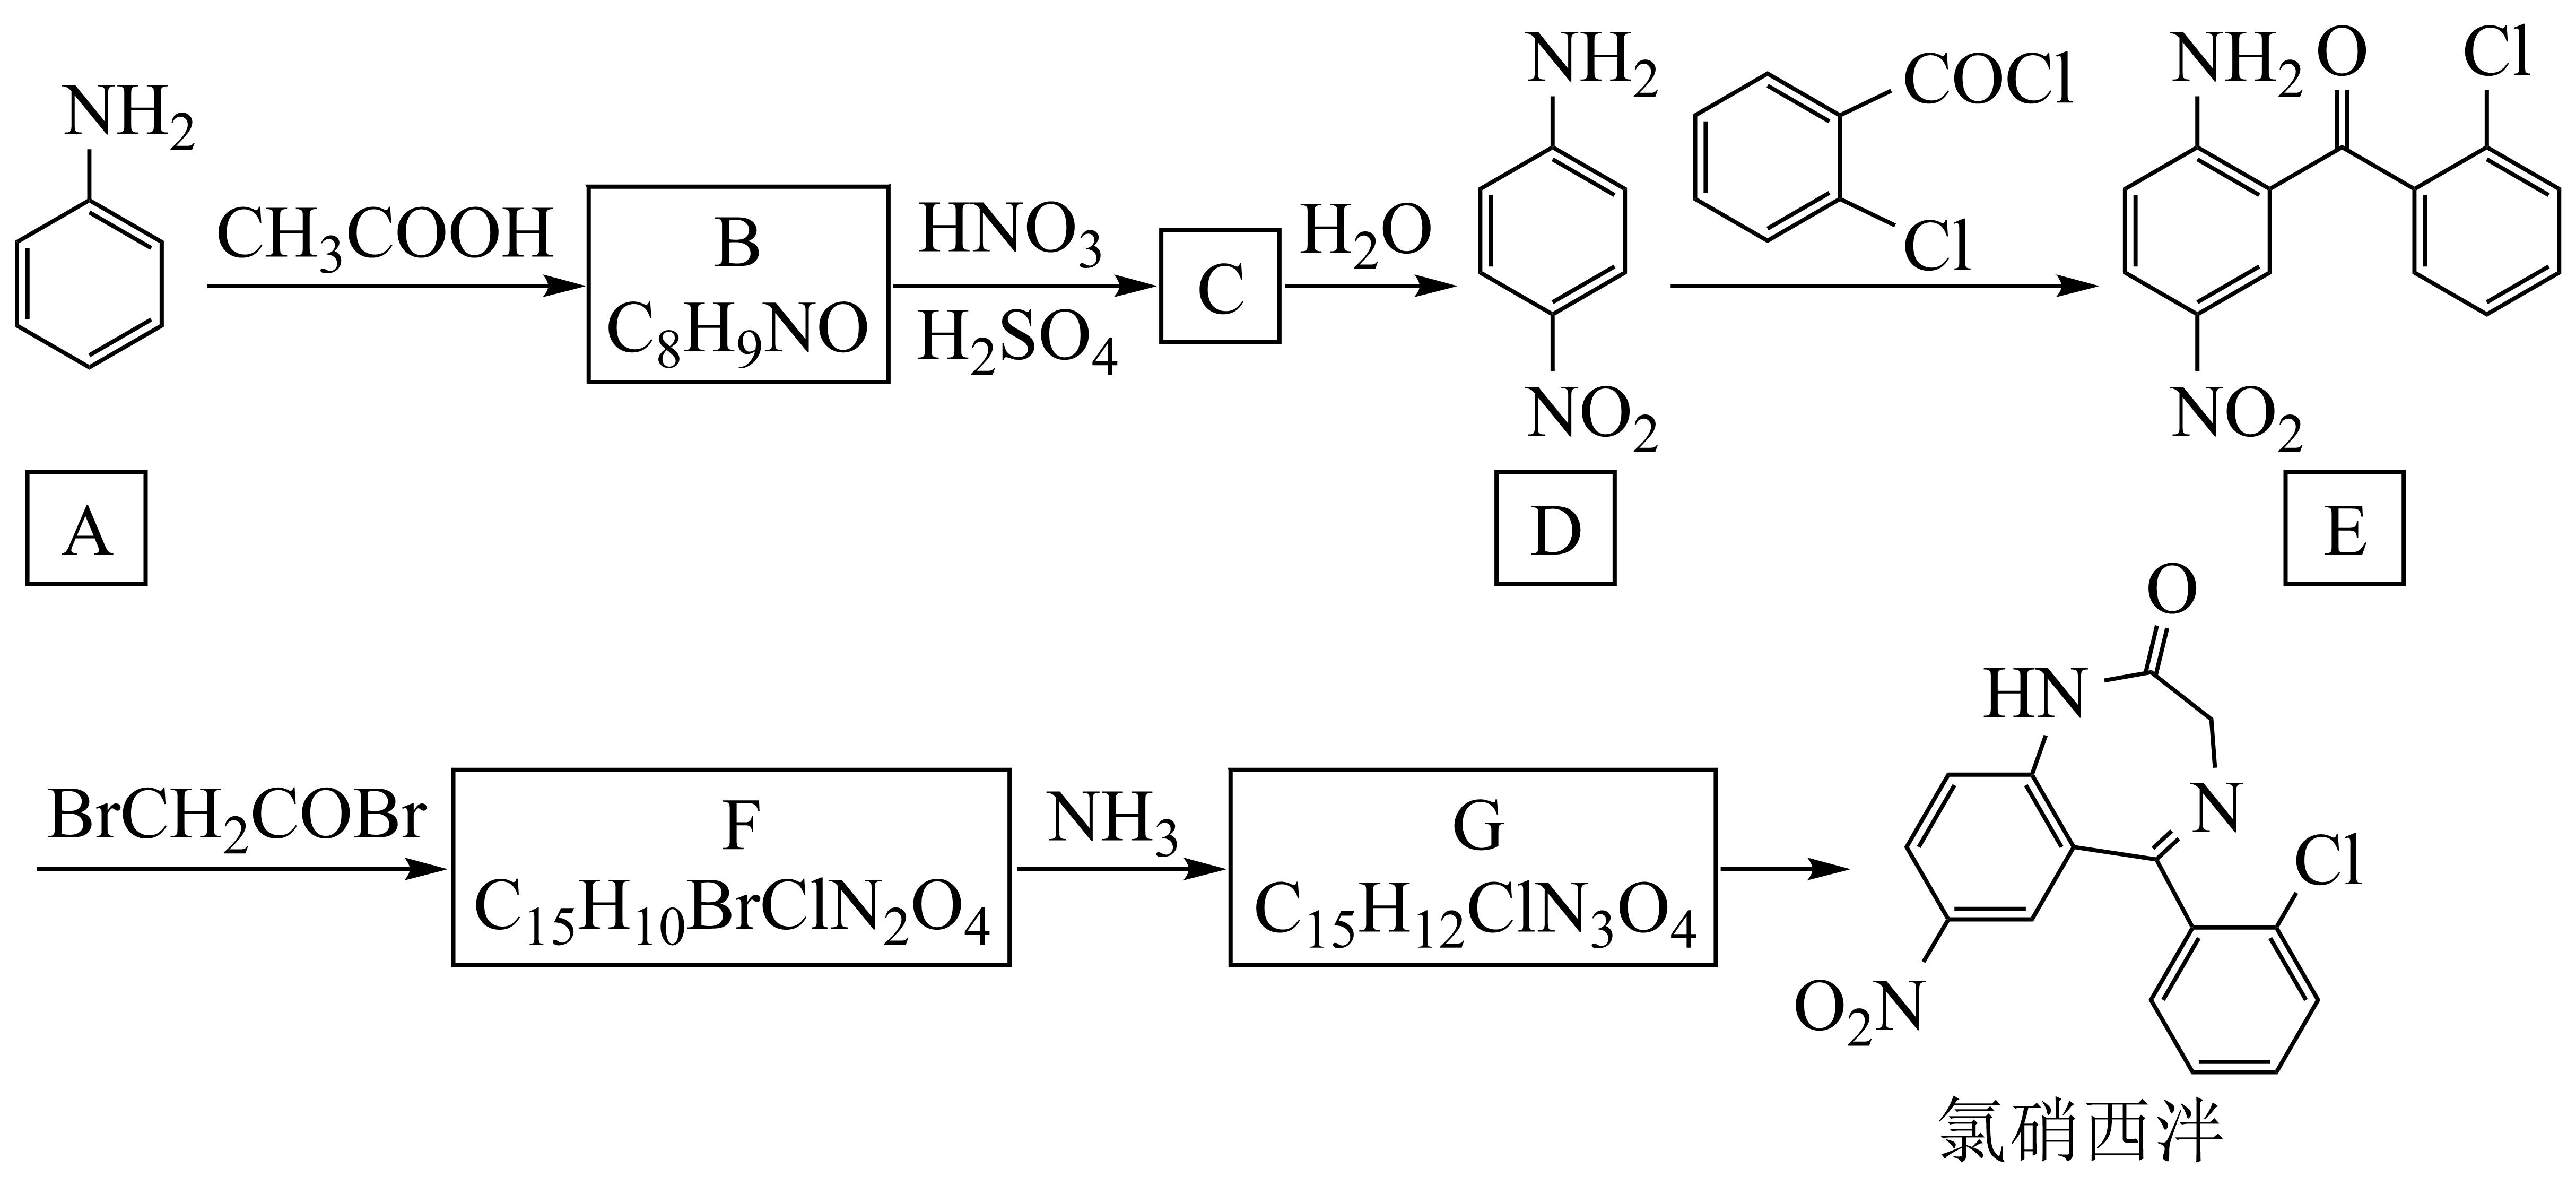 NH₂
CH₃COOH
B
C₈H₉NO
HNO₃
H₂SO₄
C
H₂O
NH₂
NO₂
COCl
Cl
NH₂ O Cl
NO₂
A
D
E
BrCH₂COBr
F
C₁₅H₁₀BrClN₂O₄
NH₃
G
C₁₅H₁₂ClN₃O₄
O
HN
N
Cl
O₂N
氯硝西泮